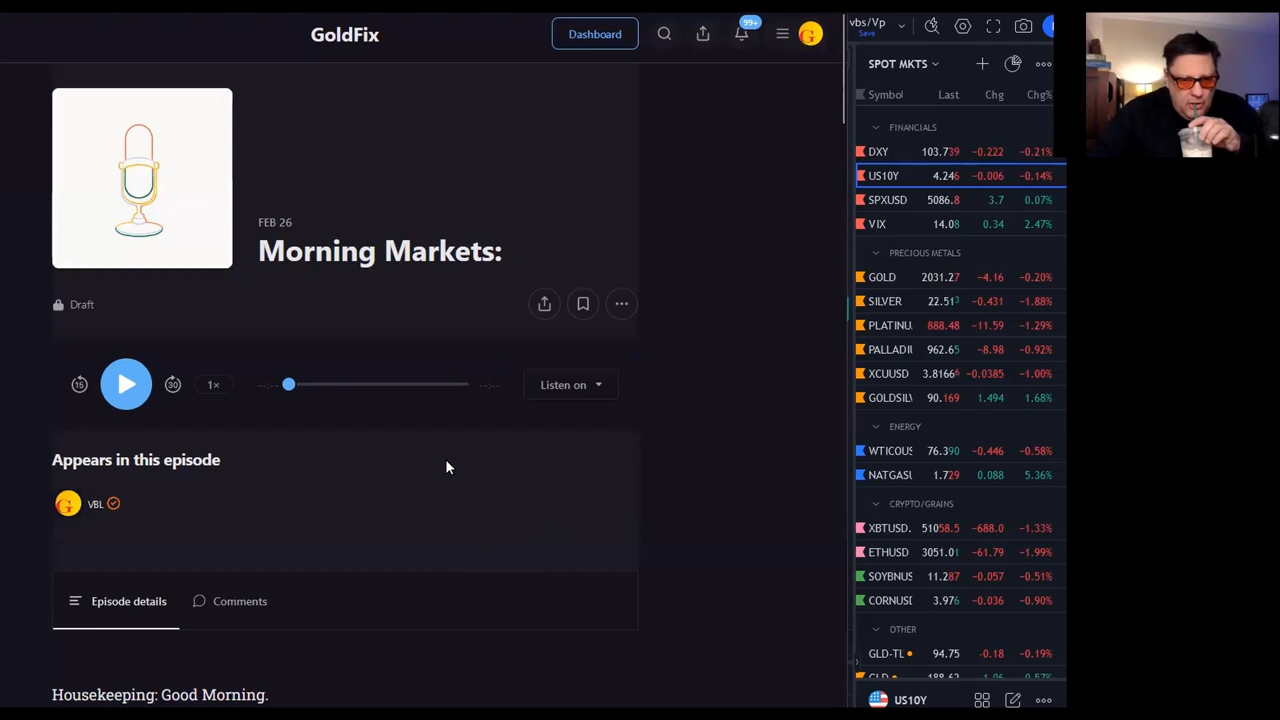 GoldFix
Dashboard
99+
FEB 26
Morning Markets:
Draft
15
30
1×
--:--
--:--
Listen on
Appears in this episode
VBL
Episode details
Comments
Housekeeping: Good Morning.
vbs/Vp
Save
SPOT MKTS
Symbol Last Chg Chg%
FINANCIALS
DXY 103.739 −0.222 −0.21%
US10Y 4.246 −0.006 −0.14%
SPXUSD 5086.8 3.7 0.07%
VIX 14.08 0.34 2.47%
PRECIOUS METALS
GOLD 2031.27 −4.16 −0.20%
SILVER 22.513 −0.431 −1.88%
PLATINU 888.48 −11.59 −1.29%
PALLADI 962.65 −8.98 −0.92%
XCUUSD 3.8166 −0.0385 −1.00%
GOLDSIL 90.169 1.494 1.68%
ENERGY
WTICOUS 76.390 −0.446 −0.58%
NATGASU 1.729 0.088 5.36%
CRYPTO/GRAINS
XBTUSD. 51058.5 −688.0 −1.33%
ETHUSD 3051.01 −61.79 −1.99%
SOYBNUS 11.287 −0.057 −0.51%
CORNUSD 3.976 −0.036 −0.90%
OTHER
GLD-TL 94.75 −0.18 −0.19%
US10Y